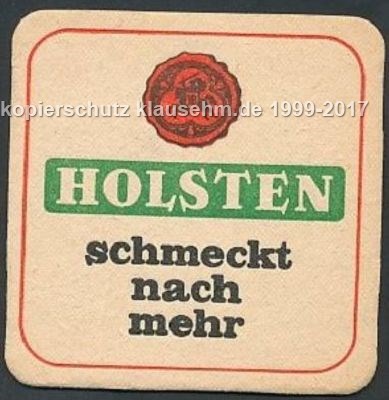 kopierschutz klausehm.de 1999-2017
HOLSTEN
schmeckt
nach
mehr